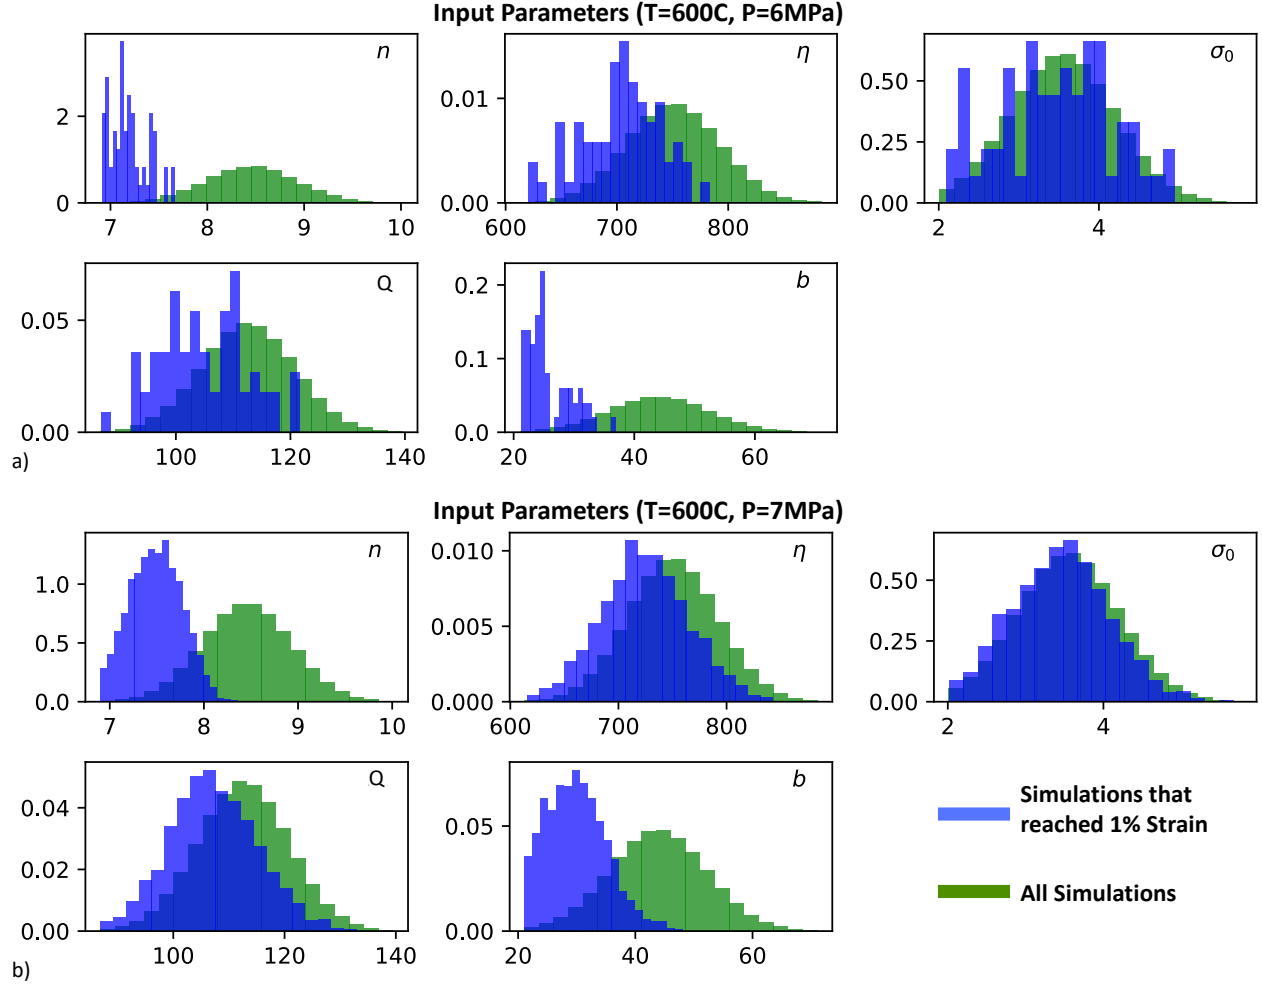 Input Parameters (T=600C, P=6MPa)
n
2
0
7 8 9 10
η
0.01
0.00
600 700 800
σ0
0.50
0.25
0.00
2 4
Q
0.05
0.00
100 120 140
b
0.2
0.1
0.0
20 40 60
a)
Input Parameters (T=600C, P=7MPa)
n
1.0
0.5
0.0
7 8 9 10
η
0.010
0.005
0.000
600 700 800
σ0
0.50
0.25
0.00
2 4
Q
0.04
0.02
0.00
100 120 140
b
0.05
0.00
20 40 60
Simulations that
reached 1% Strain
All Simulations
b)